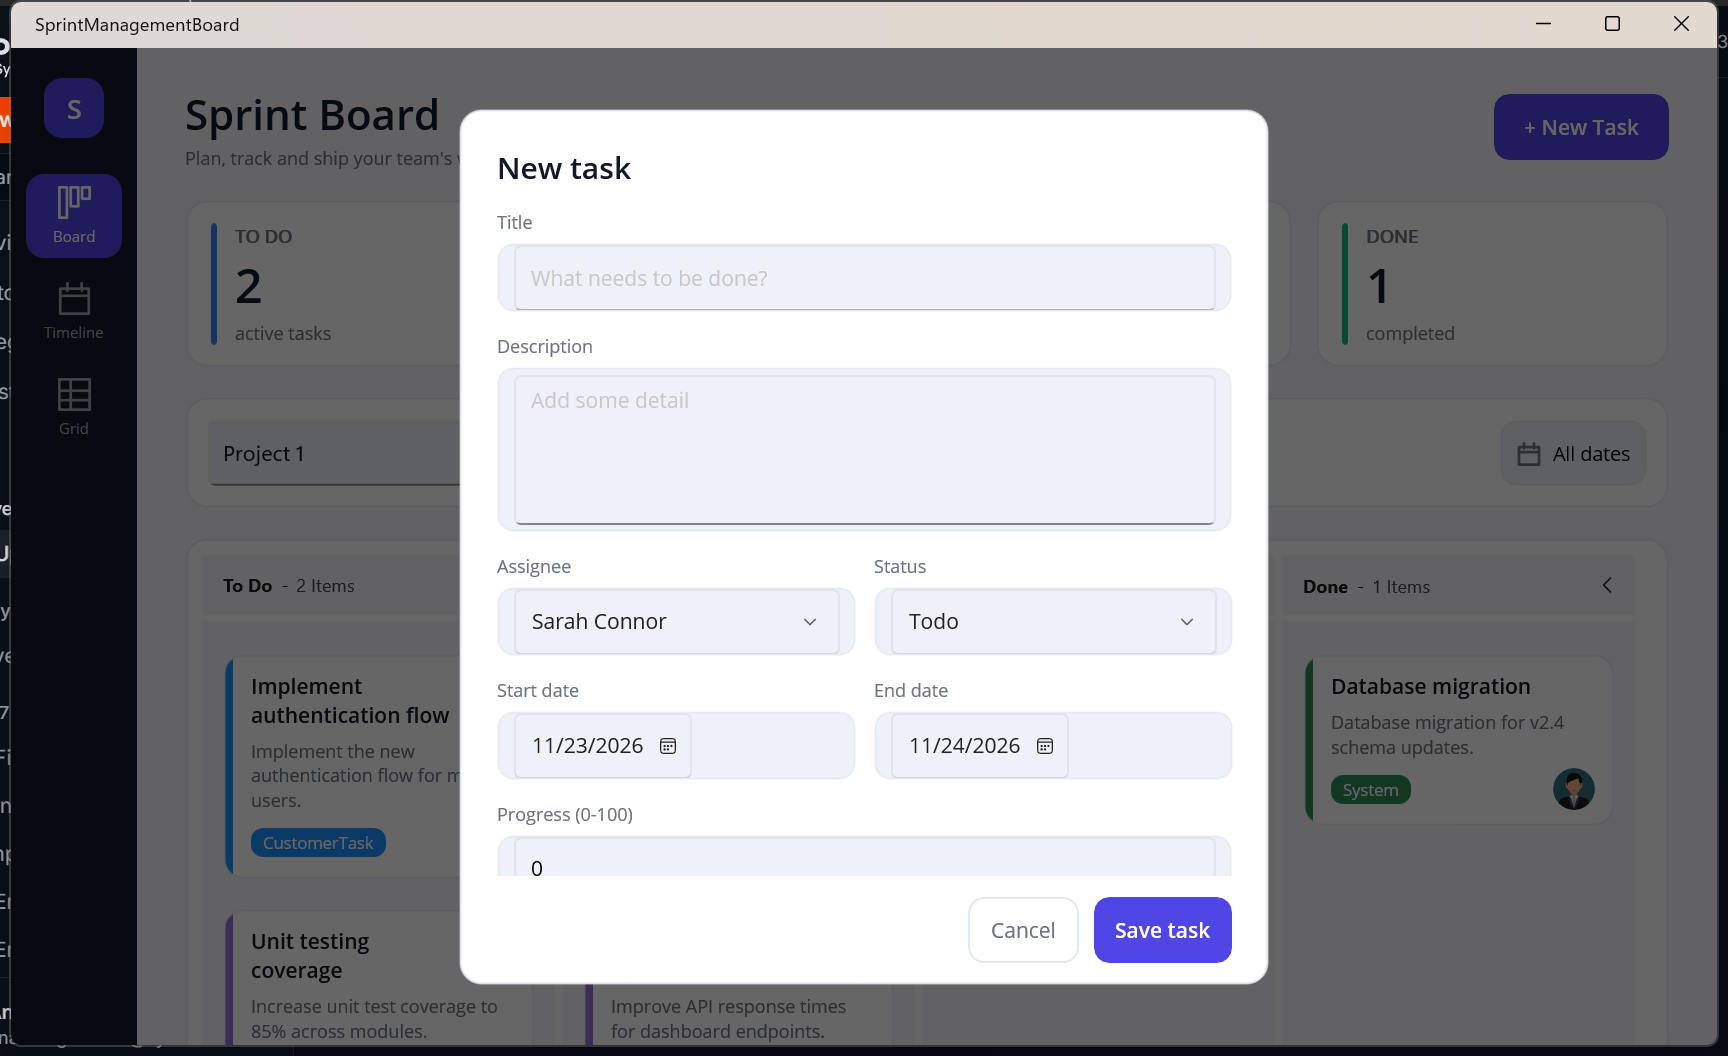 SprintManagementBoard
S
Board
Timeline
Grid
Sprint Board
Plan, track and ship your team's
+ New Task
TO DO
2
active tasks
DONE
1
completed
Project 1
All dates
To Do - 2 Items
Implement
authentication flow
Implement the new
authentication flow for
users.
CustomerTask
Unit testing
coverage
Increase unit test coverage to
85% across modules.
Improve API response times
for dashboard endpoints.
Done - 1 Items
Database migration
Database migration for v2.4
schema updates.
System
New task
Title
What needs to be done?
Description
Add some detail
Assignee
Status
Sarah Connor
Todo
Start date
End date
11/23/2026
11/24/2026
Progress (0-100)
0
Cancel
Save task